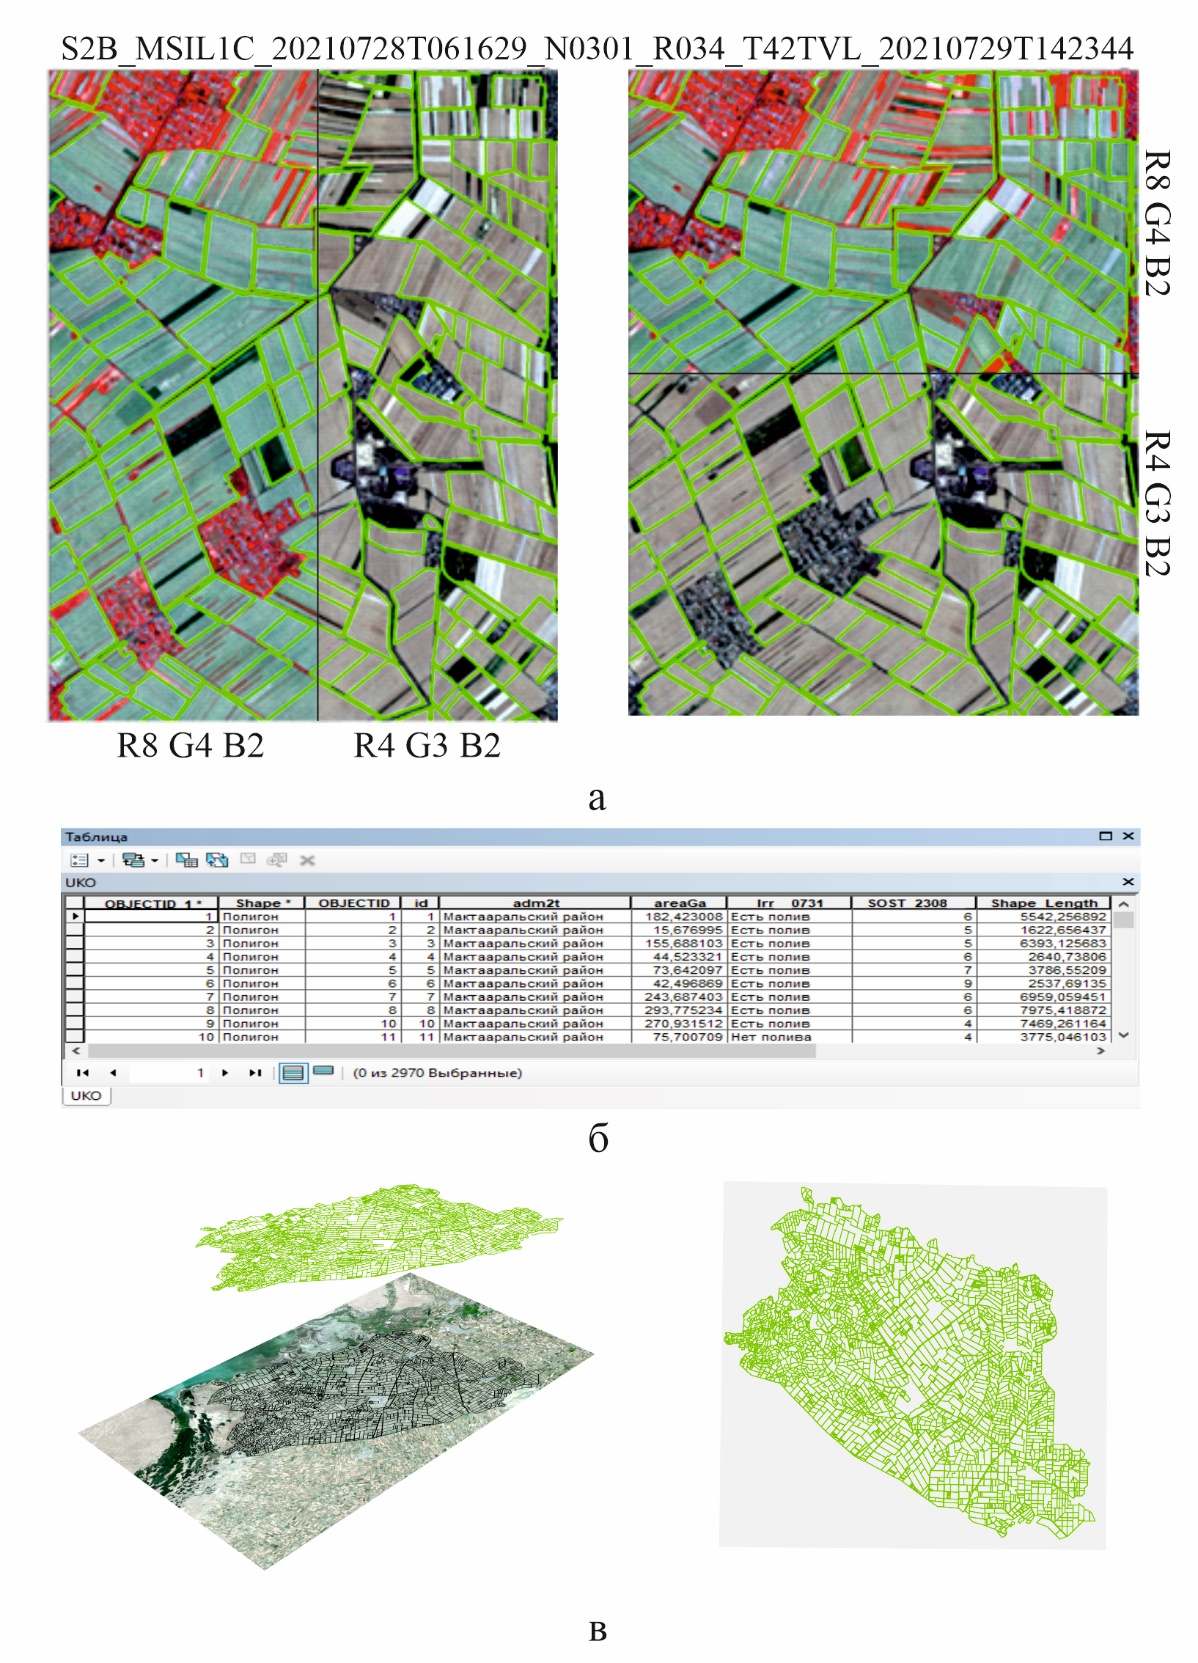 S2B_MSIL1C_20210728T061629_N0301_R034_T42TVL_20210729T142344
R8 G4 B2
R4 G3 B2
R8 G4 B2 R4 G3 B2
а
Таблица
UKO
OBJECTID_1 * Shape * OBJECTID id adm2t areaGa Irr__0731 SOST_2308 Shape_Length
1 Полигон 1 1 Мактааральский район 182,423008 Есть полив 6 5542,256892
2 Полигон 2 2 Мактааральский район 15,676995 Есть полив 5 1622,656437
3 Полигон 3 3 Мактааральский район 155,688103 Есть полив 5 6393,125683
4 Полигон 4 4 Мактааральский район 44,523321 Есть полив 6 2640,73806
5 Полигон 5 5 Мактааральский район 73,642097 Есть полив 7 3786,55209
6 Полигон 6 6 Мактааральский район 42,496869 Есть полив 9 2537,69135
7 Полигон 7 7 Мактааральский район 243,687403 Есть полив 6 6959,059451
8 Полигон 8 8 Мактааральский район 293,775234 Есть полив 6 7975,418872
9 Полигон 10 10 Мактааральский район 270,931512 Есть полив 4 7469,261164
10 Полигон 11 11 Мактааральский район 75,700709 Нет полива 4 3775,046103
1 (0 из 2970 Выбранные)
UKO
б
в